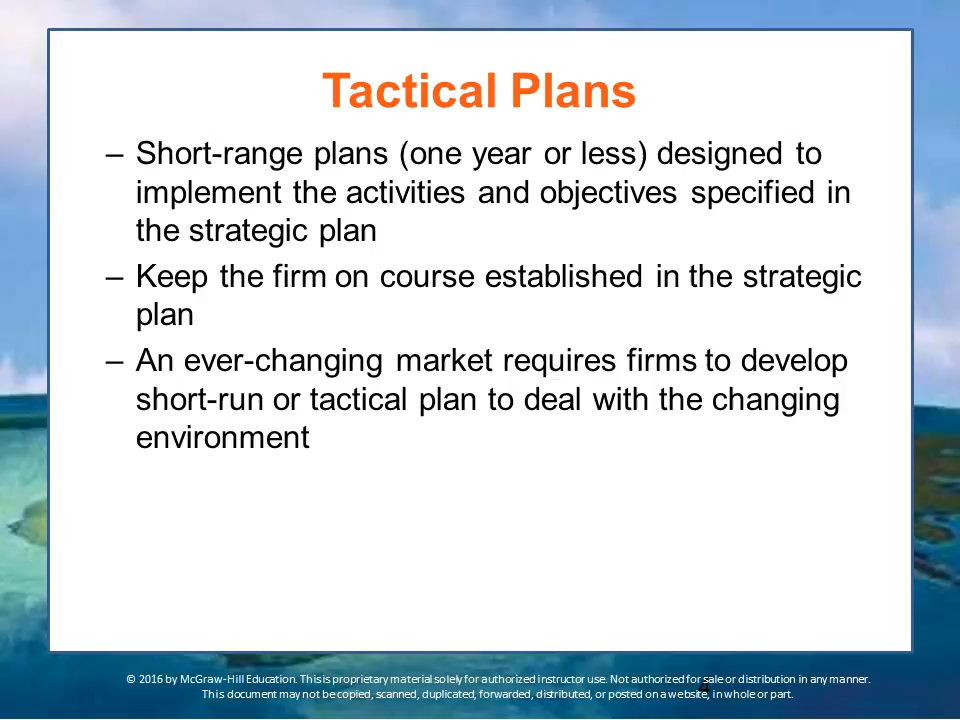 Tactical Plans
– Short-range plans (one year or less) designed to
implement the activities and objectives specified in
the strategic plan
– Keep the firm on course established in the strategic
plan
– An ever-changing market requires firms to develop
short-run or tactical plan to deal with the changing
environment
© 2016 by McGraw-Hill Education. This is proprietary material solely for authorized instructor use. Not authorized for sale or distribution in any manner.
This document may not be copied, scanned, duplicated, forwarded, distributed, or posted on a website, in whole or part.
4